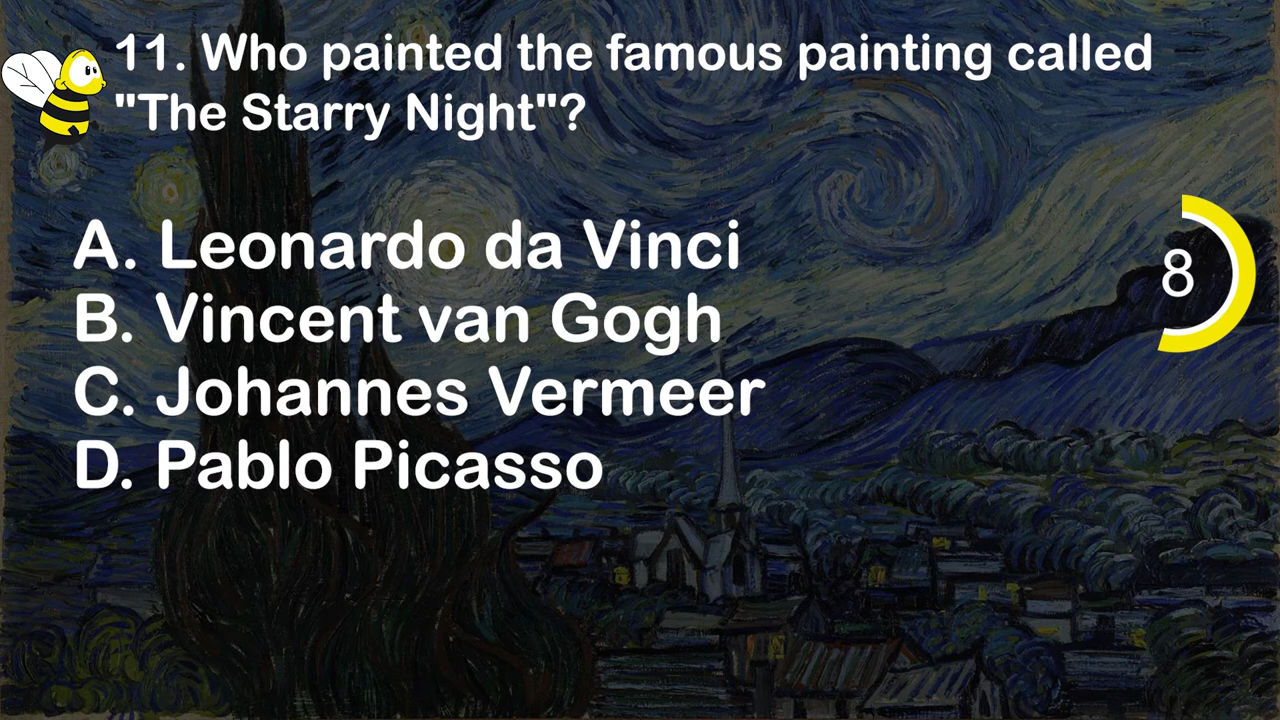 11. Who painted the famous painting called
"The Starry Night"?
A. Leonardo da Vinci
B. Vincent van Gogh
C. Johannes Vermeer
D. Pablo Picasso
8